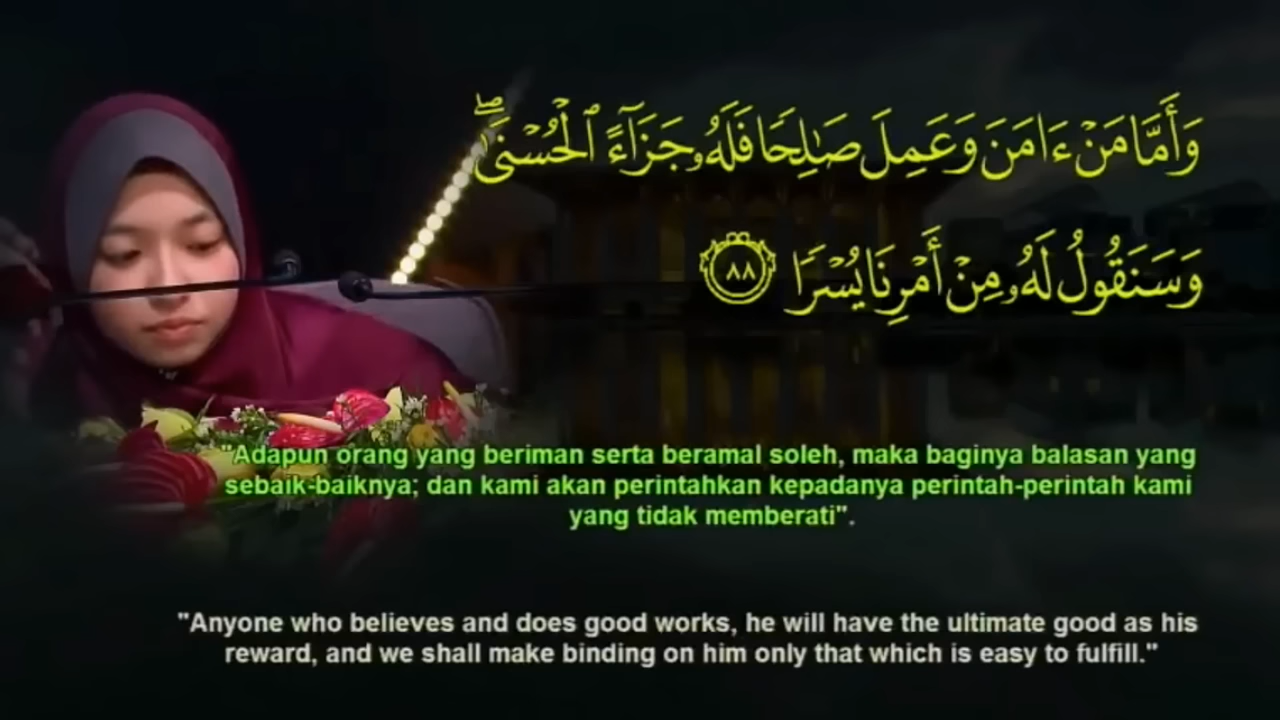 وَأَمَّا مَنْ ءَامَنَ وَعَمِلَ صَـٰلِحًا فَلَهُۥ جَزَآءً ٱلْحُسْنَىٰ ۖ
وَسَنَقُولُ لَهُۥ مِنْ أَمْرِنَا يُسْرًا ٨٨
"Adapun orang yang beriman serta beramal soleh, maka baginya balasan yang
sebaik-baiknya; dan kami akan perintahkan kepadanya perintah-perintah kami
yang tidak memberati".
"Anyone who believes and does good works, he will have the ultimate good as his
reward, and we shall make binding on him only that which is easy to fulfill."